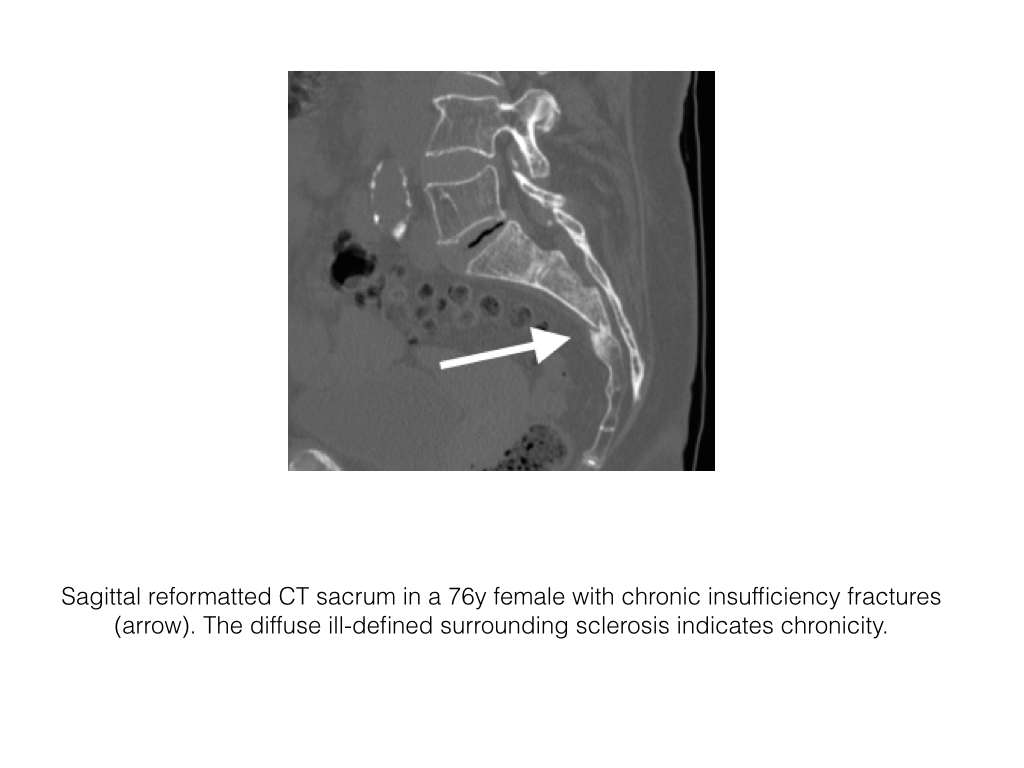 Sagittal reformatted CT sacrum in a 76y female with chronic insufficiency fractures
(arrow). The diffuse ill-defined surrounding sclerosis indicates chronicity.